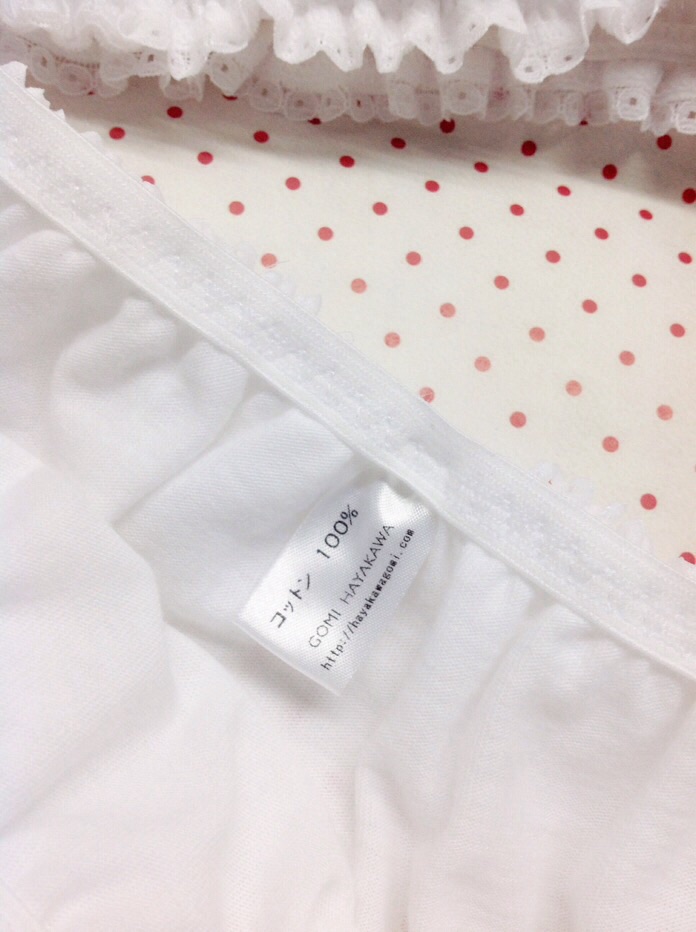 コットン 100%
GOMI HAYAKAWA
http://hayakawagomi.com